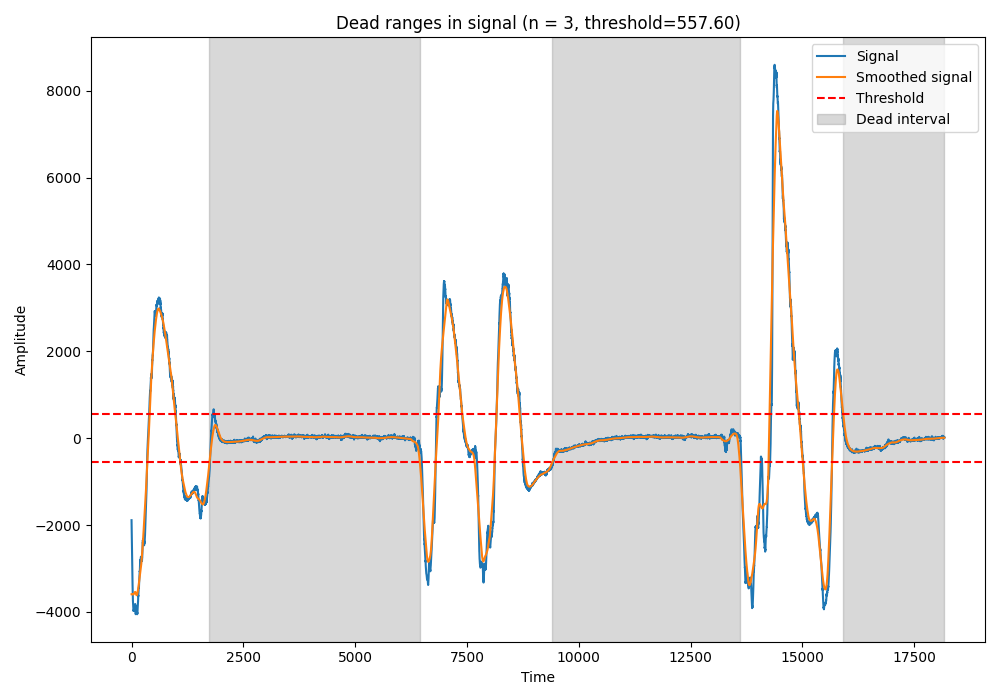 Dead ranges in signal (n = 3, threshold=557.60)
Signal
Smoothed signal
Threshold
Dead interval
Amplitude
8000
6000
4000
2000
0
−2000
−4000
0
2500
5000
7500
10000
12500
15000
17500
Time